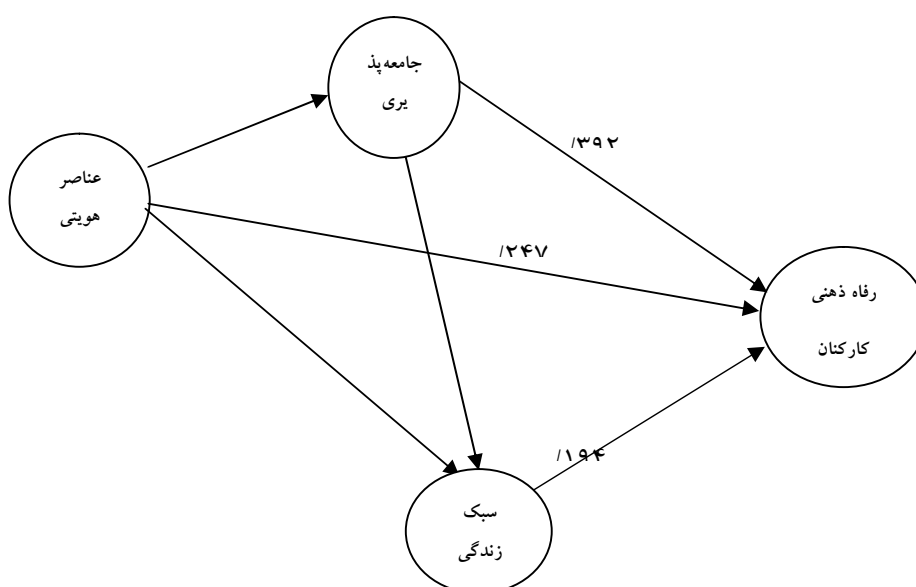 جامعه‌پذ
یری
/۳۹۲
عناصر
هویتی
/۲۴۷
رفاه ذهنی
کارکنان
/۱۹۴
سبک
زندگی